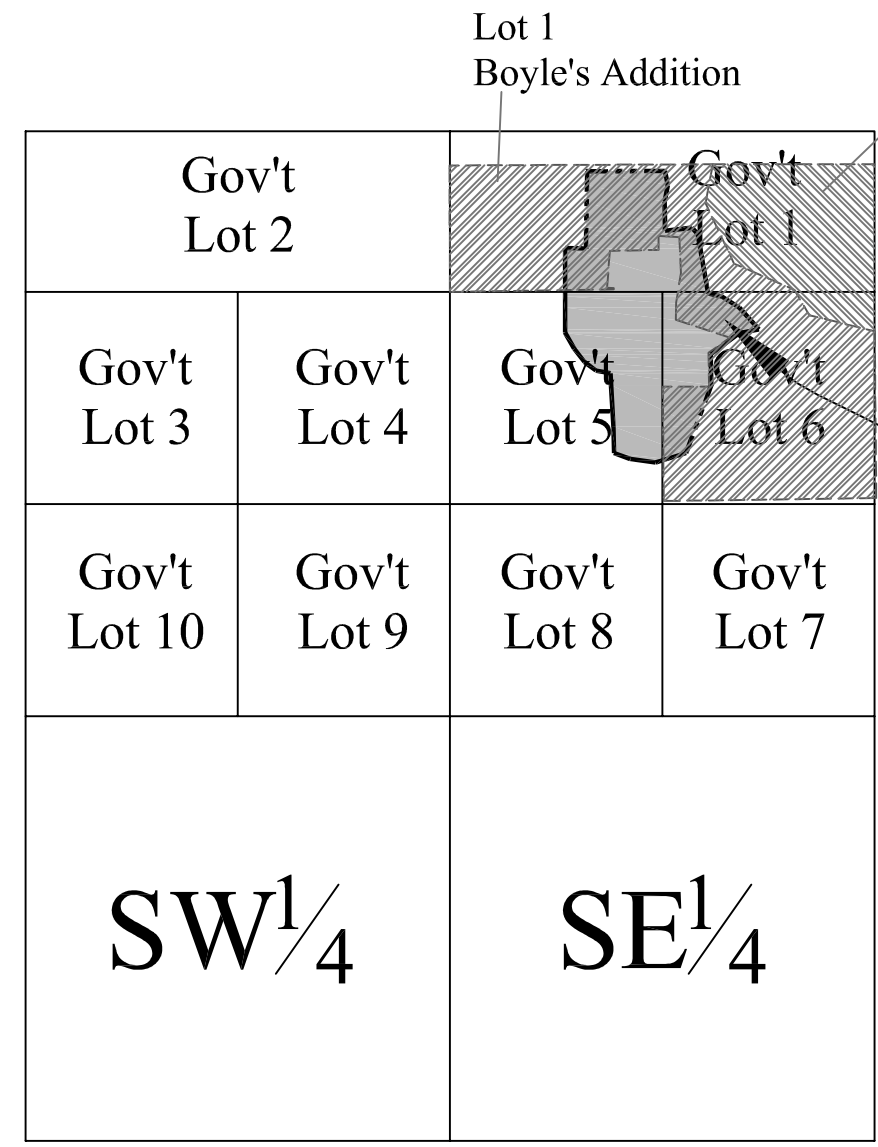 Lot 1
Boyle's Addition
Gov't
Lot 2
Gov't
Lot 1
Gov't
Lot 3
Gov't
Lot 4
Gov't
Lot 5
Gov't
Lot 6
Gov't
Lot 10
Gov't
Lot 9
Gov't
Lot 8
Gov't
Lot 7
SW1/4
SE1/4